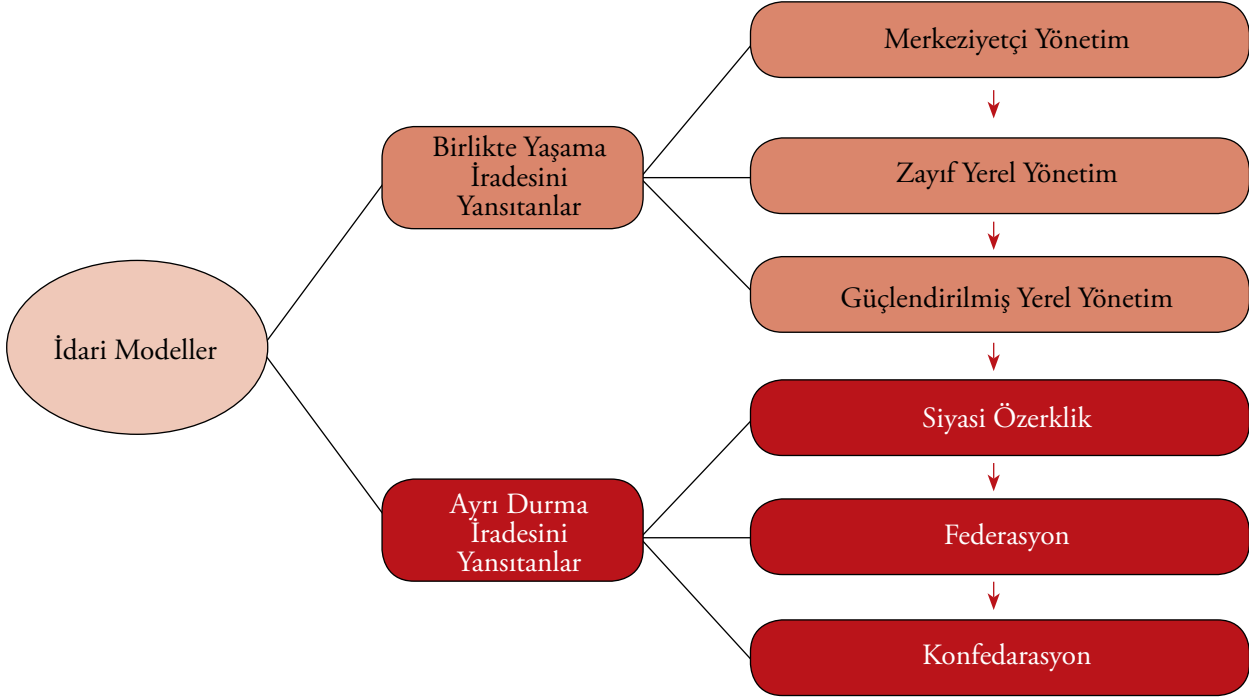 İdari Modeller
Birlikte Yaşama
İradesini
Yansıtanlar
Merkeziyetçi Yönetim
Zayıf Yerel Yönetim
Güçlendirilmiş Yerel Yönetim
Ayrı Durma
İradesini
Yansıtanlar
Siyasi Özerklik
Federasyon
Konfedarasyon